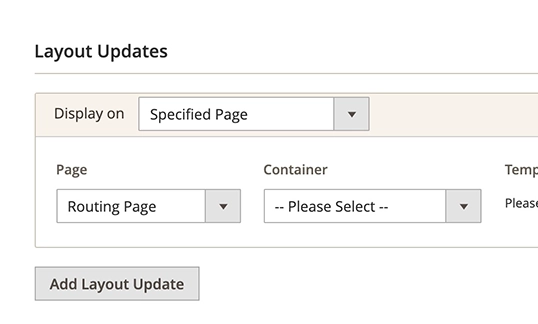 Layout Updates
Display on Specified Page
Page Container Temp
Routing Page -- Please Select -- Please
Add Layout Update